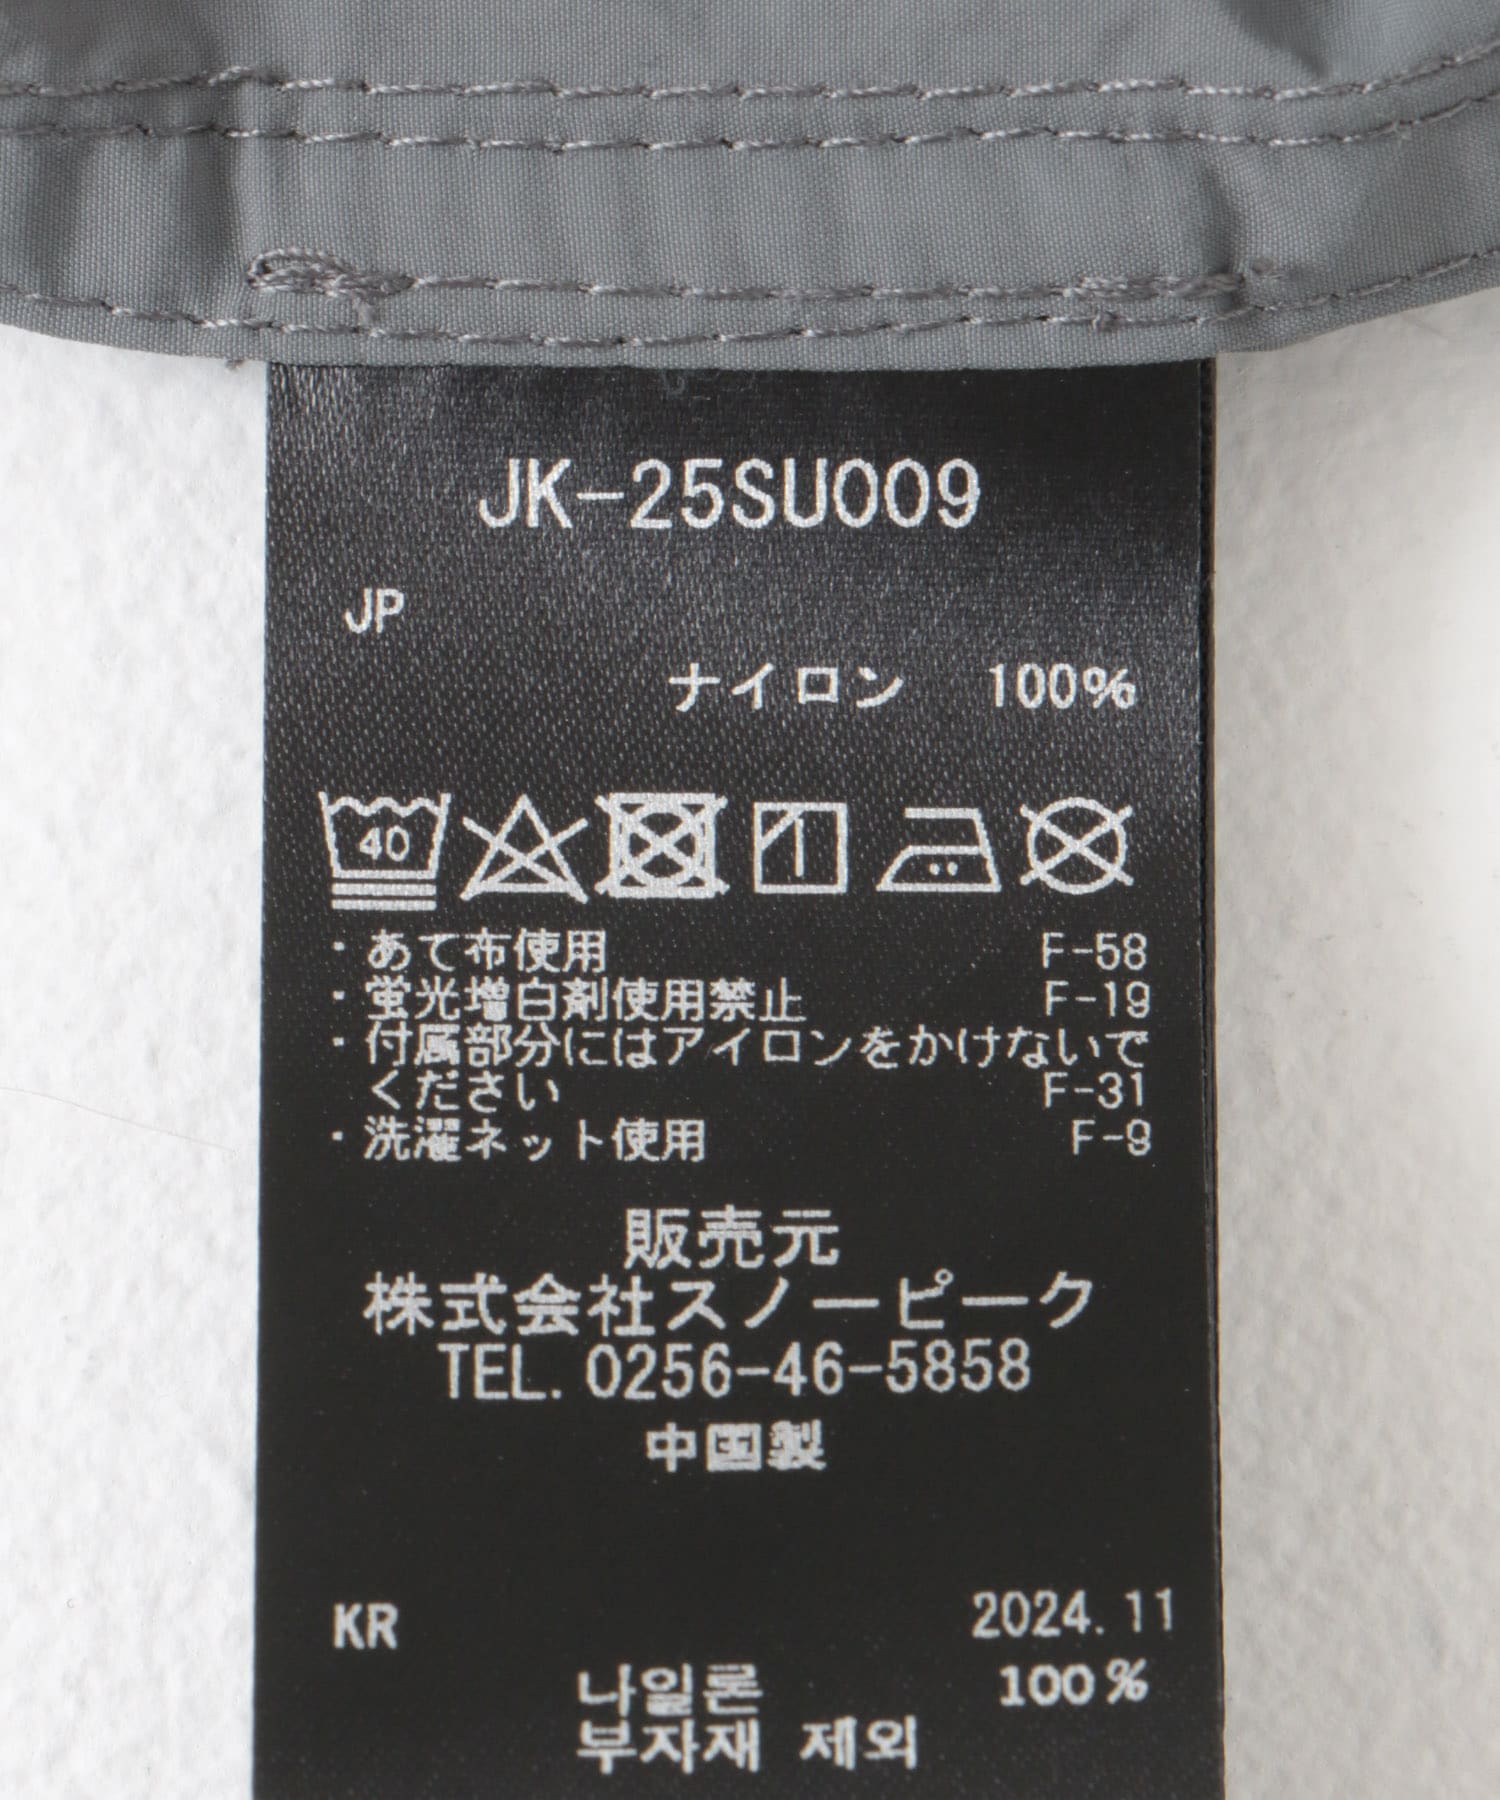 JK-25SU009
JP
ナイロン 100%
40
・あて布使用 F-58
・蛍光増白剤使用禁止 F-19
・付属部分にはアイロンをかけないで
ください F-31
・洗濯ネット使用 F-9
販売元
株式会社スノーピーク
TEL. 0256-46-5858
中国製
KR 2024.11
나일론 100%
부자재 제외